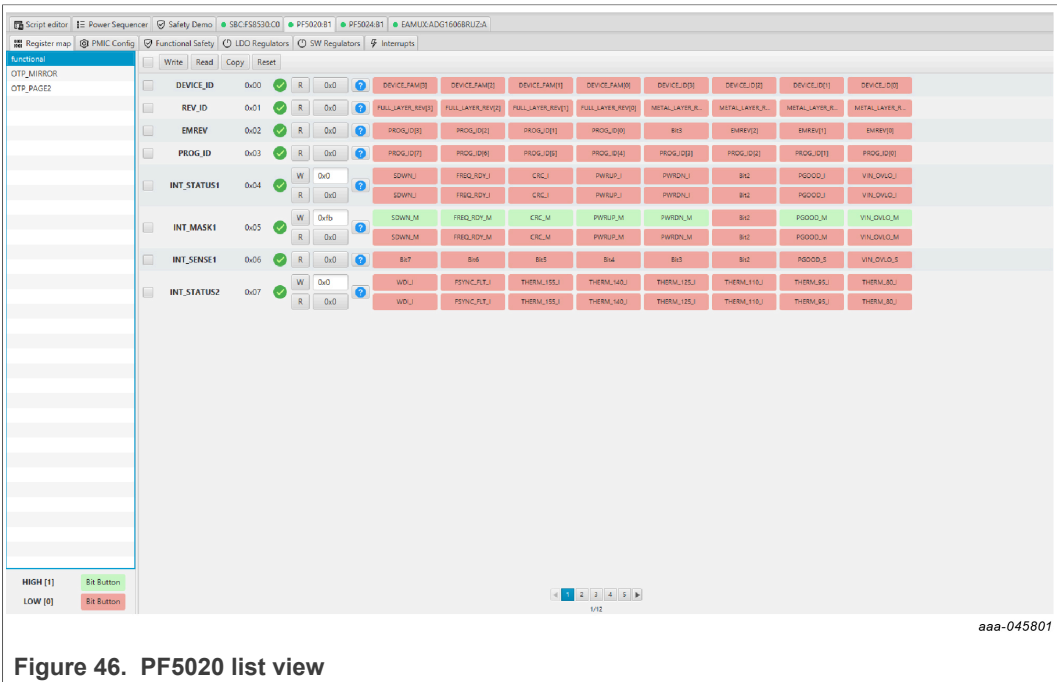 Script editor Power Sequencer Safety Demo SBC:FS8530:C0 PF5020:B1 PF5024:B1 EAMUX:ADG1606BRUZ:A
Register map PMIC Config Functional Safety LDO Regulators SW Regulators Interrupts
functional
OTP_MIRROR
OTP_PAGE2
Write Read Copy Reset
DEVICE_ID 0x00 R 0x0 ? DEVICE_FAM[3] DEVICE_FAM[2] DEVICE_FAM[1] DEVICE_FAM[0] DEVICE_ID[3] DEVICE_ID[2] DEVICE_ID[1] DEVICE_ID[0]
REV_ID 0x01 R 0x0 ? FULL_LAYER_REV[3] FULL_LAYER_REV[2] FULL_LAYER_REV[1] FULL_LAYER_REV[0] METAL_LAYER_R... METAL_LAYER_R... METAL_LAYER_R... METAL_LAYER_R...
EMREV 0x02 R 0x0 ? PROG_ID[3] PROG_ID[2] PROG_ID[1] PROG_ID[0] Bit3 EMREV[2] EMREV[1] EMREV[0]
PROG_ID 0x03 R 0x0 ? PROG_ID[7] PROG_ID[6] PROG_ID[5] PROG_ID[4] PROG_ID[3] PROG_ID[2] PROG_ID[1] PROG_ID[0]
INT_STATUS1 0x04 ?
W 0x0 SDWN_I FREQ_RDY_I CRC_I PWRUP_I PWRDN_I Bit2 PGOOD_I VIN_OVLO_I
R 0x0 SDWN_I FREQ_RDY_I CRC_I PWRUP_I PWRDN_I Bit2 PGOOD_I VIN_OVLO_I
INT_MASK1 0x05 ?
W 0xfb SDWN_M FREQ_RDY_M CRC_M PWRUP_M PWRDN_M Bit2 PGOOD_M VIN_OVLO_M
R 0x0 SDWN_M FREQ_RDY_M CRC_M PWRUP_M PWRDN_M Bit2 PGOOD_M VIN_OVLO_M
INT_SENSE1 0x06 R 0x0 ? Bit7 Bit6 Bit5 Bit4 Bit3 Bit2 PGOOD_S VIN_OVLO_S
INT_STATUS2 0x07 ?
W 0x0 WDI_I FSYNC_FLT_I THERM_155_I THERM_140_I THERM_125_I THERM_110_I THERM_95_I THERM_80_I
R 0x0 WDI_I FSYNC_FLT_I THERM_155_I THERM_140_I THERM_125_I THERM_110_I THERM_95_I THERM_80_I
HIGH [1] Bit Button
LOW [0] Bit Button
1 2 3 4 5
1/12
aaa-045801
Figure 46. PF5020 list view